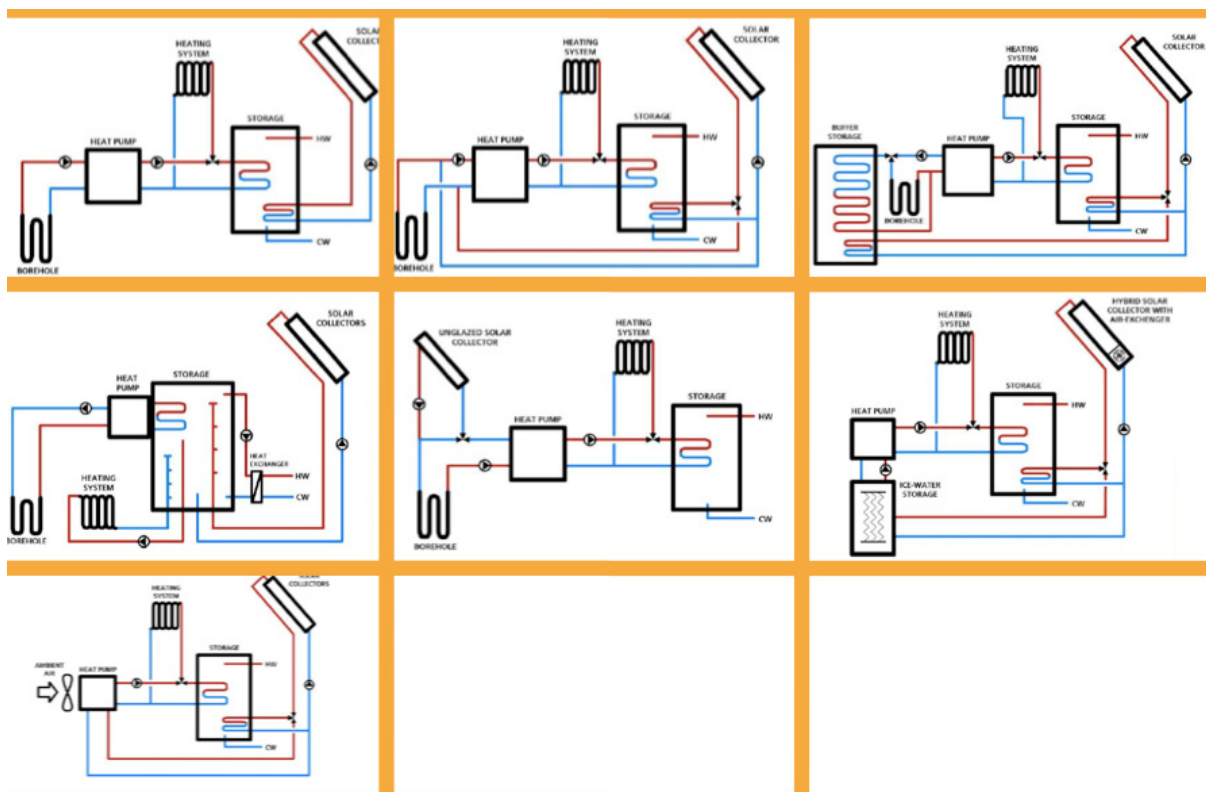 HEATING
SYSTEM
SOLAR
COLLECT
STORAGE
HEAT PUMP
HW
CW
BOREHOLE
HEATING
SYSTEM
SOLAR
COLLECTOR
STORAGE
HEAT PUMP
HW
CW
BOREHOLE
HEATING
SYSTEM
SOLAR
COLLECTOR
BUFFER
STORAGE
HEAT PUMP
STORAGE
HW
BOREHOLE
CW
SOLAR
COLLECTORS
HEAT
PUMP
STORAGE
HEAT
EXCHANGER
HEATING
SYSTEM
HW
CW
BOREHOLE
UNGLAZED SOLAR
COLLECTOR
HEATING
SYSTEM
STORAGE
HEAT PUMP
HW
CW
BOREHOLE
HYBRID SOLAR
COLLECTOR WITH
AIR-EXCHENGER
HEATING
SYSTEM
STORAGE
HEAT PUMP
HW
ICE-WATER
STORAGE
CW
SOLAR
COLLECTORS
HEATING
SYSTEM
STORAGE
AMBIENT
AIR
HEAT PUMP
HW
CW